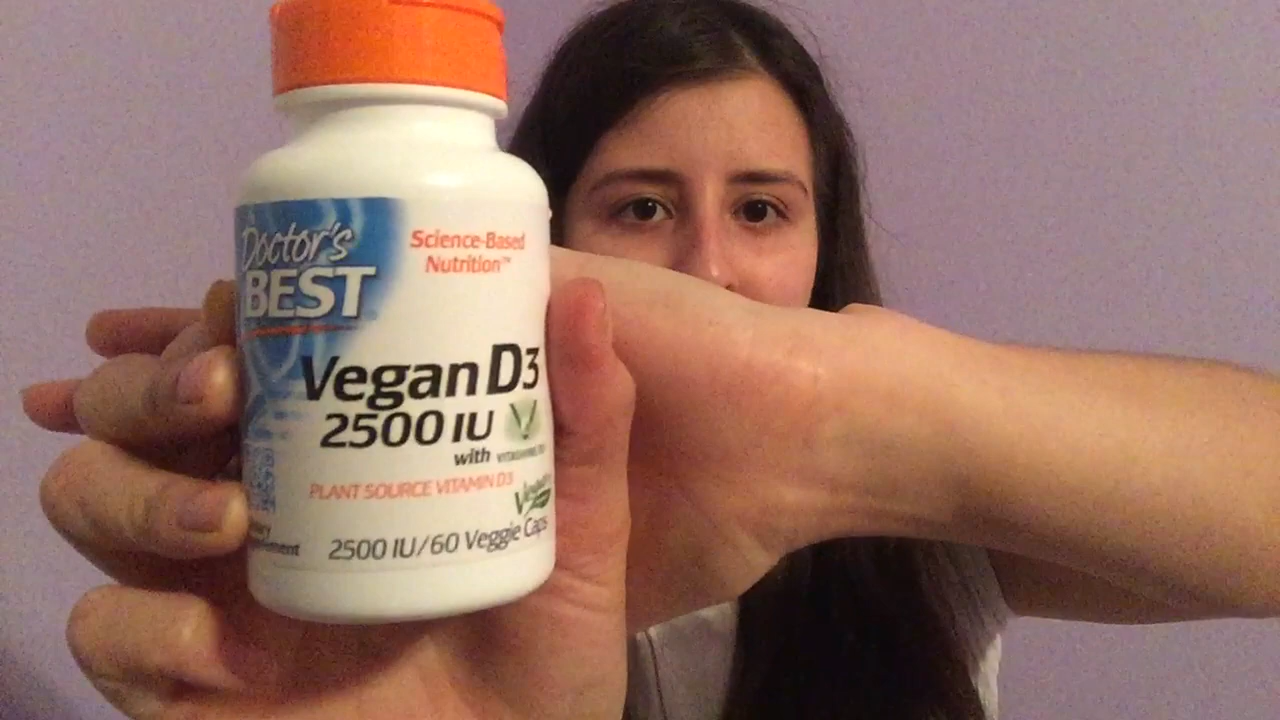 Doctor's
BEST
Science-Based
Nutrition™
Vegan D3
2500 IU
with
PLANT SOURCE VITAMIN D3
2500 IU/60 Veggie Caps